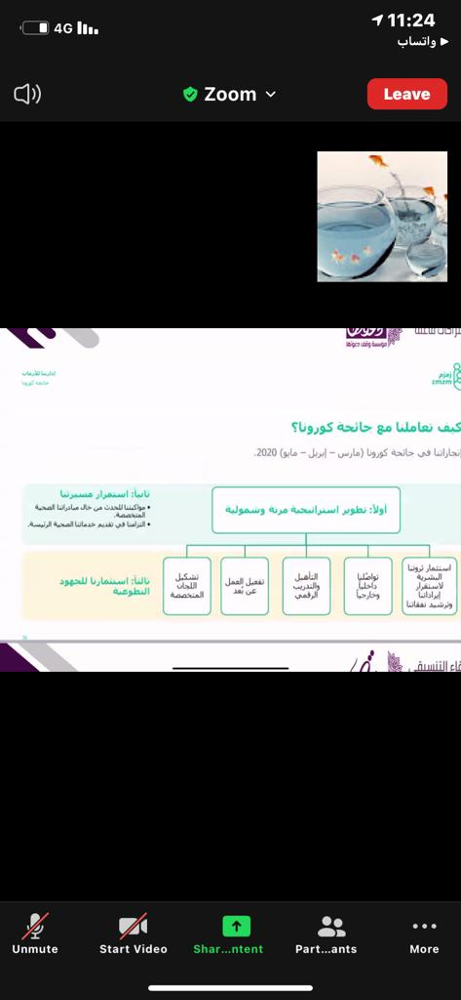 11:24
4G
واتساب
Zoom
Leave
مؤسسة وقف دعوتها
إدارتنا للأزمات
جائحة كورونا
زمزم
zmzm
كيف تعاملنا مع جائحة كورونا؟
إنجازاتنا في جائحة كورونا (مارس – إبريل – مايو) 2020.
أولاً: تطوير استراتيجية مرنة وشمولية
ثانياً: استمرار مسيرتنا
• مواكبتنا للحدث من خلال مبادراتنا الصحية
المتخصصة.
• التزامنا في تقديم خدماتنا الصحية الرئيسة.
استثمار ثروتنا
البشرية
لاستقرار
إيراداتنا
وترشيد نفقاتنا
تواصلنا
داخلياً
وخارجياً
التأهيل
والتدريب
الرقمي
تفعيل العمل
عن بُعد
تشكيل
اللجان
المتخصصة
ثالثاً: استثمارنا للجهود
التطوعية
قاء التنسيقي
Unmute
Start Video
Shar...ntent
Part...ants
More